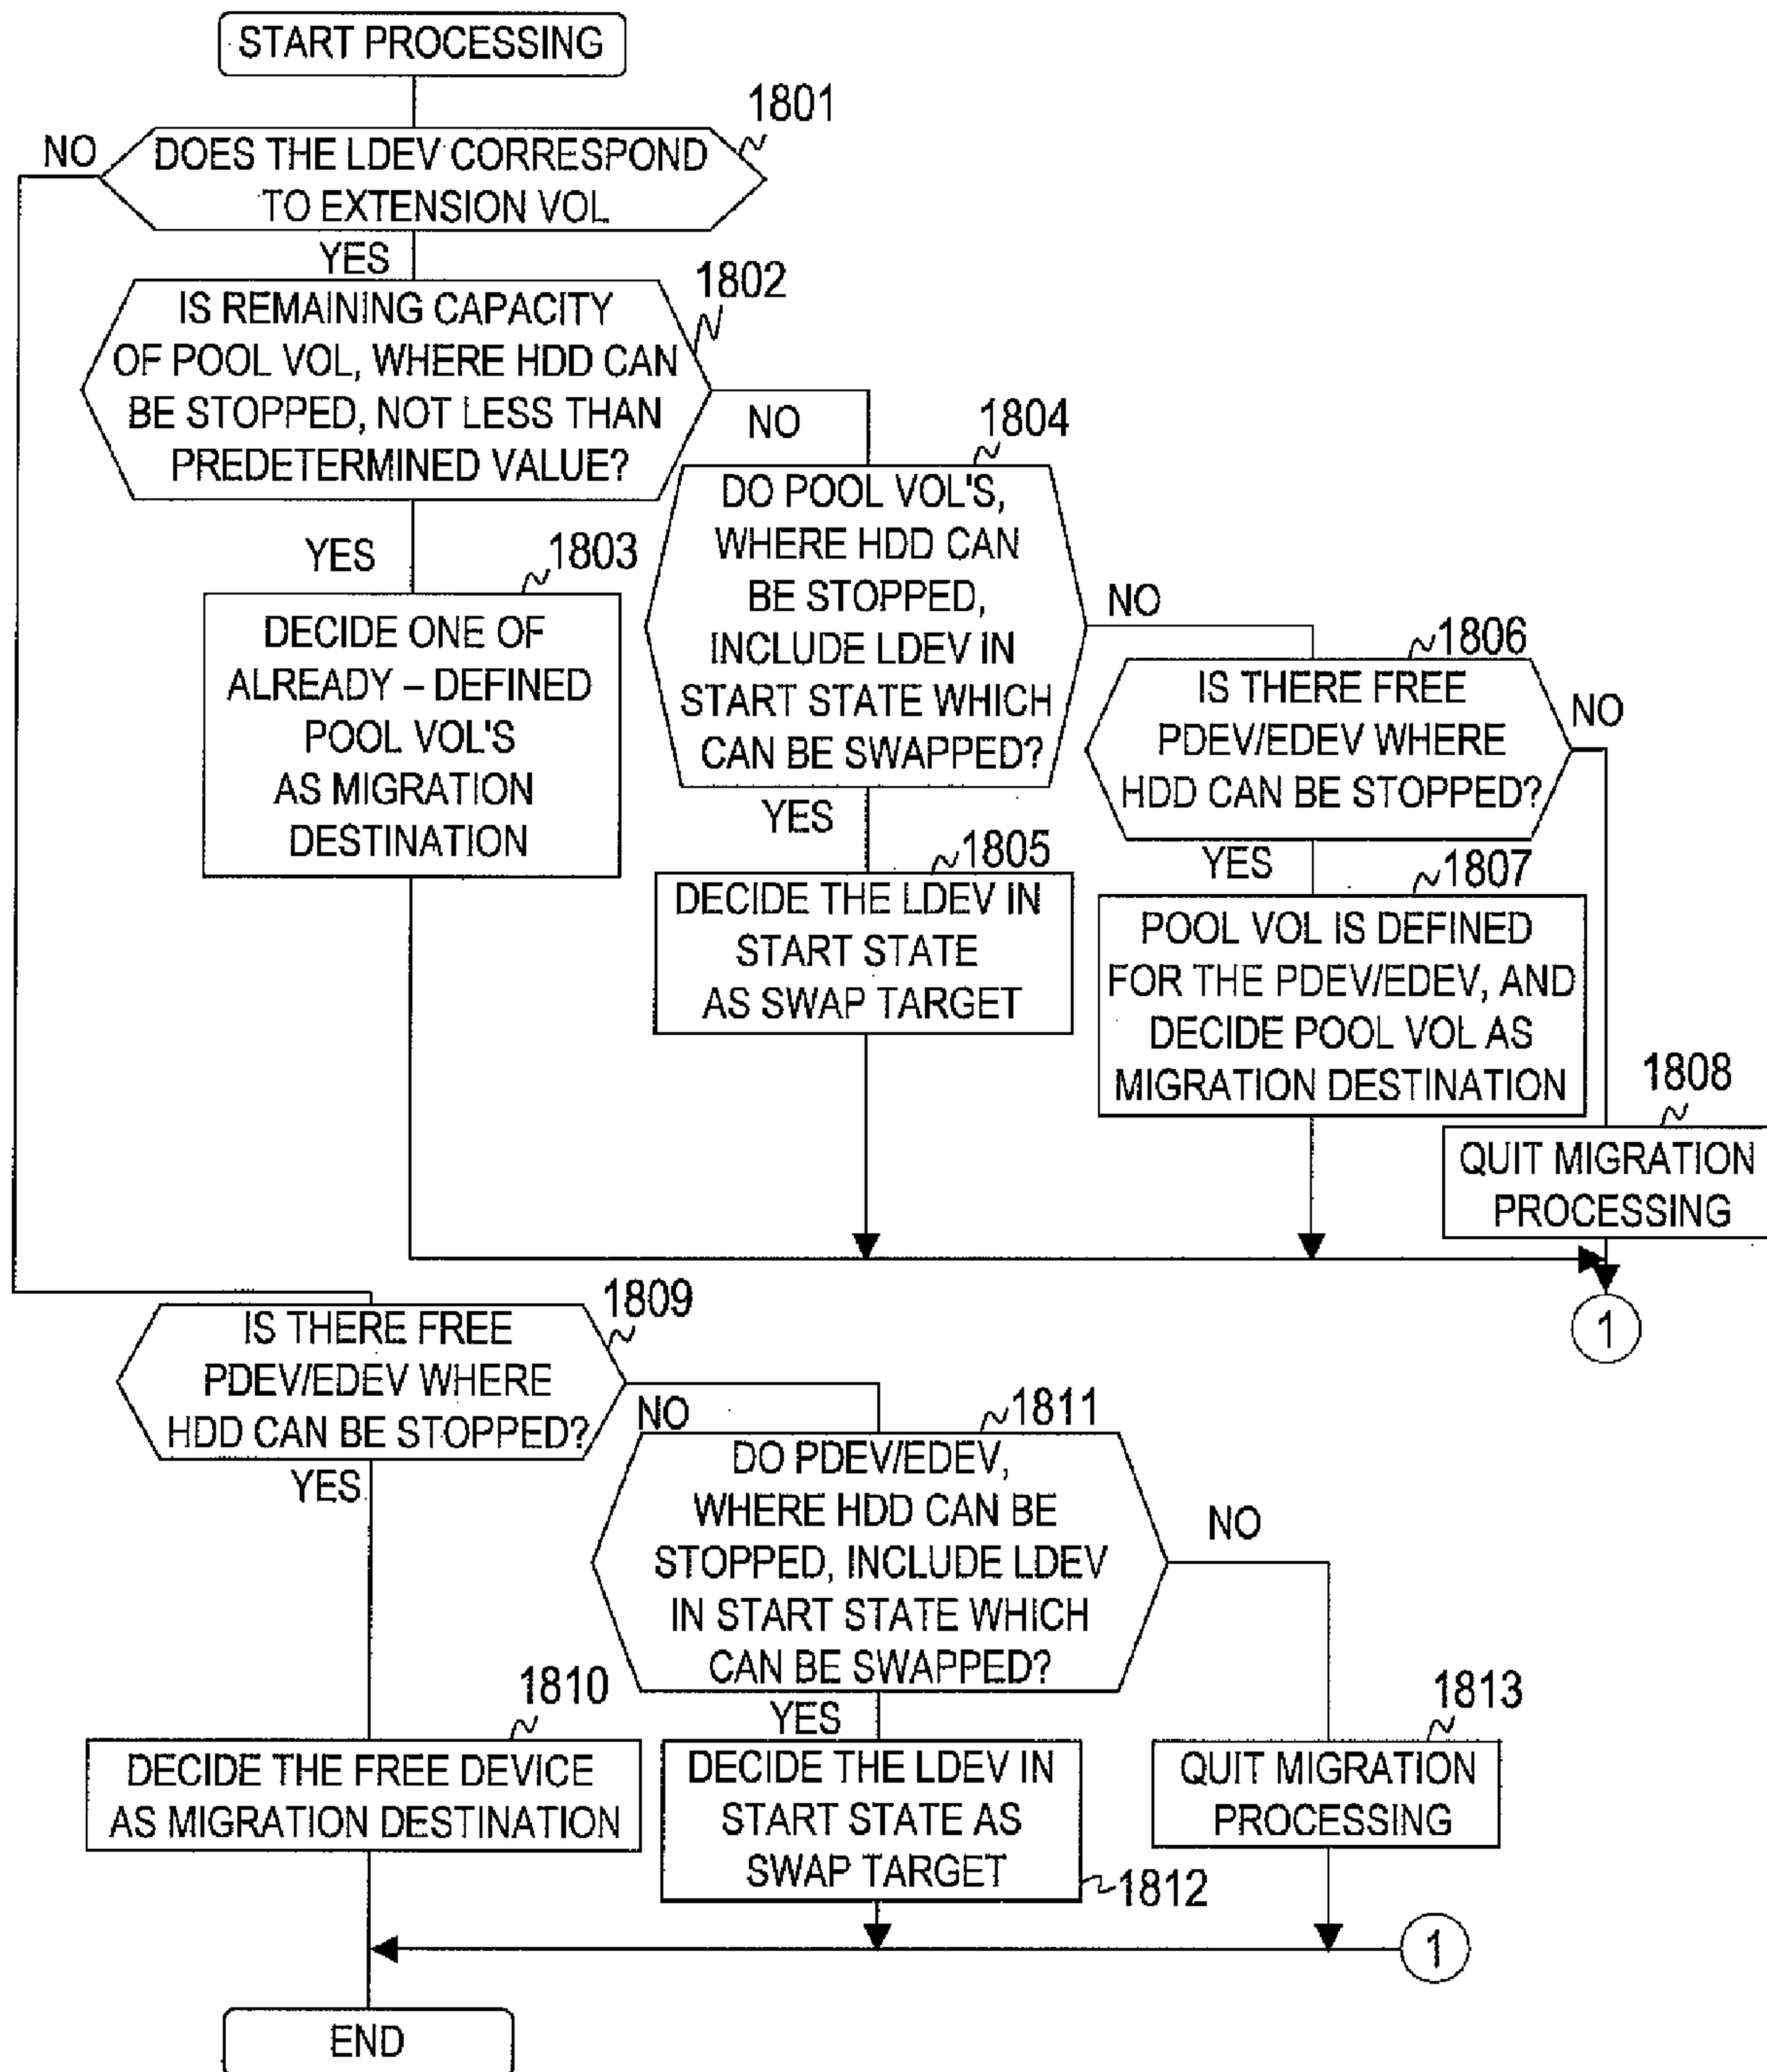 START PROCESSING
1801
NO
DOES THE LDEV CORRESPOND
TO EXTENSION VOL
YES
1802
IS REMAINING CAPACITY
OF POOL VOL, WHERE HDD CAN
BE STOPPED, NOT LESS THAN
PREDETERMINED VALUE?
NO
YES
1803
DECIDE ONE OF
ALREADY – DEFINED
POOL VOL'S
AS MIGRATION
DESTINATION
1804
DO POOL VOL'S,
WHERE HDD CAN
BE STOPPED,
INCLUDE LDEV IN
START STATE WHICH
CAN BE SWAPPED?
NO
YES
1805
DECIDE THE LDEV IN
START STATE
AS SWAP TARGET
1806
IS THERE FREE
PDEV/EDEV WHERE
HDD CAN BE STOPPED?
NO
YES
1807
POOL VOL IS DEFINED
FOR THE PDEV/EDEV, AND
DECIDE POOL VOL AS
MIGRATION DESTINATION
1808
QUIT MIGRATION
PROCESSING
1
1809
IS THERE FREE
PDEV/EDEV WHERE
HDD CAN BE STOPPED?
NO
YES
1810
DECIDE THE FREE DEVICE
AS MIGRATION DESTINATION
1811
DO PDEV/EDEV,
WHERE HDD CAN BE
STOPPED, INCLUDE LDEV
IN START STATE WHICH
CAN BE SWAPPED?
NO
YES
DECIDE THE LDEV IN
START STATE AS
SWAP TARGET
1812
1813
QUIT MIGRATION
PROCESSING
1
END